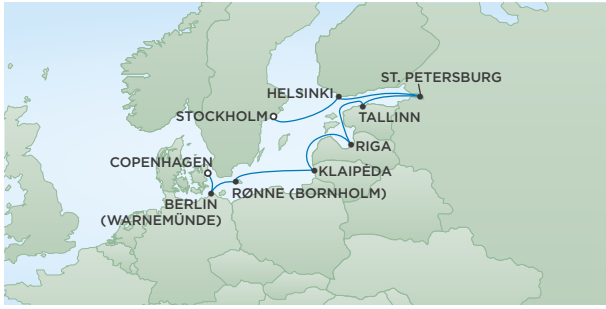 ST. PETERSBURG
HELSINKI
STOCKHOLM
TALLINN
RIGA
COPENHAGEN
KLAIPĖDA
RØNNE (BORNHOLM)
BERLIN
(WARNEMÜNDE)